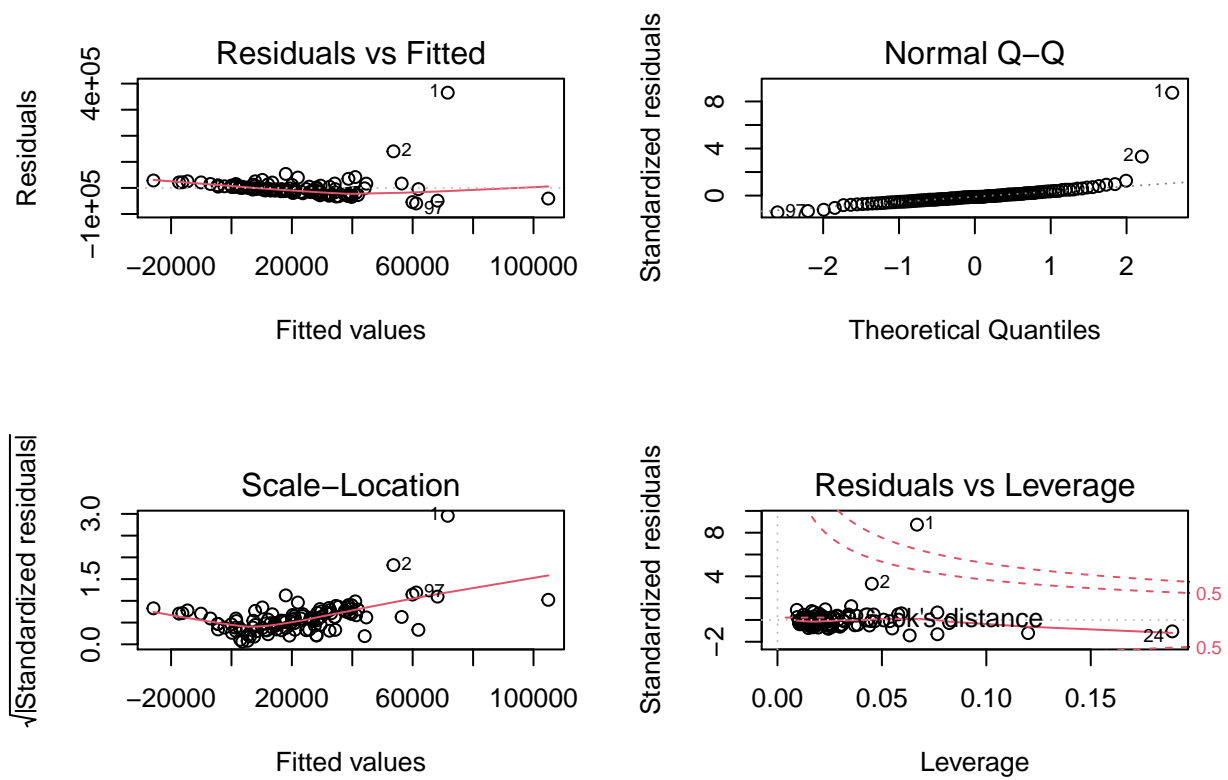 Residuals vs Fitted
Residuals
−1e+05
4e+05
1
2
97
−20000
20000
60000
100000
Fitted values
Normal Q−Q
Standardized residuals
0
4
8
1
2
97
−2
−1
0
1
2
Theoretical Quantiles
Scale−Location
√|Standardized residuals|
0.0
1.5
3.0
1
2
97
−20000
20000
60000
100000
Fitted values
Residuals vs Leverage
Standardized residuals
−2
4
8
1
2
k's distance
24
0.5
0.5
0.00
0.05
0.10
0.15
Leverage